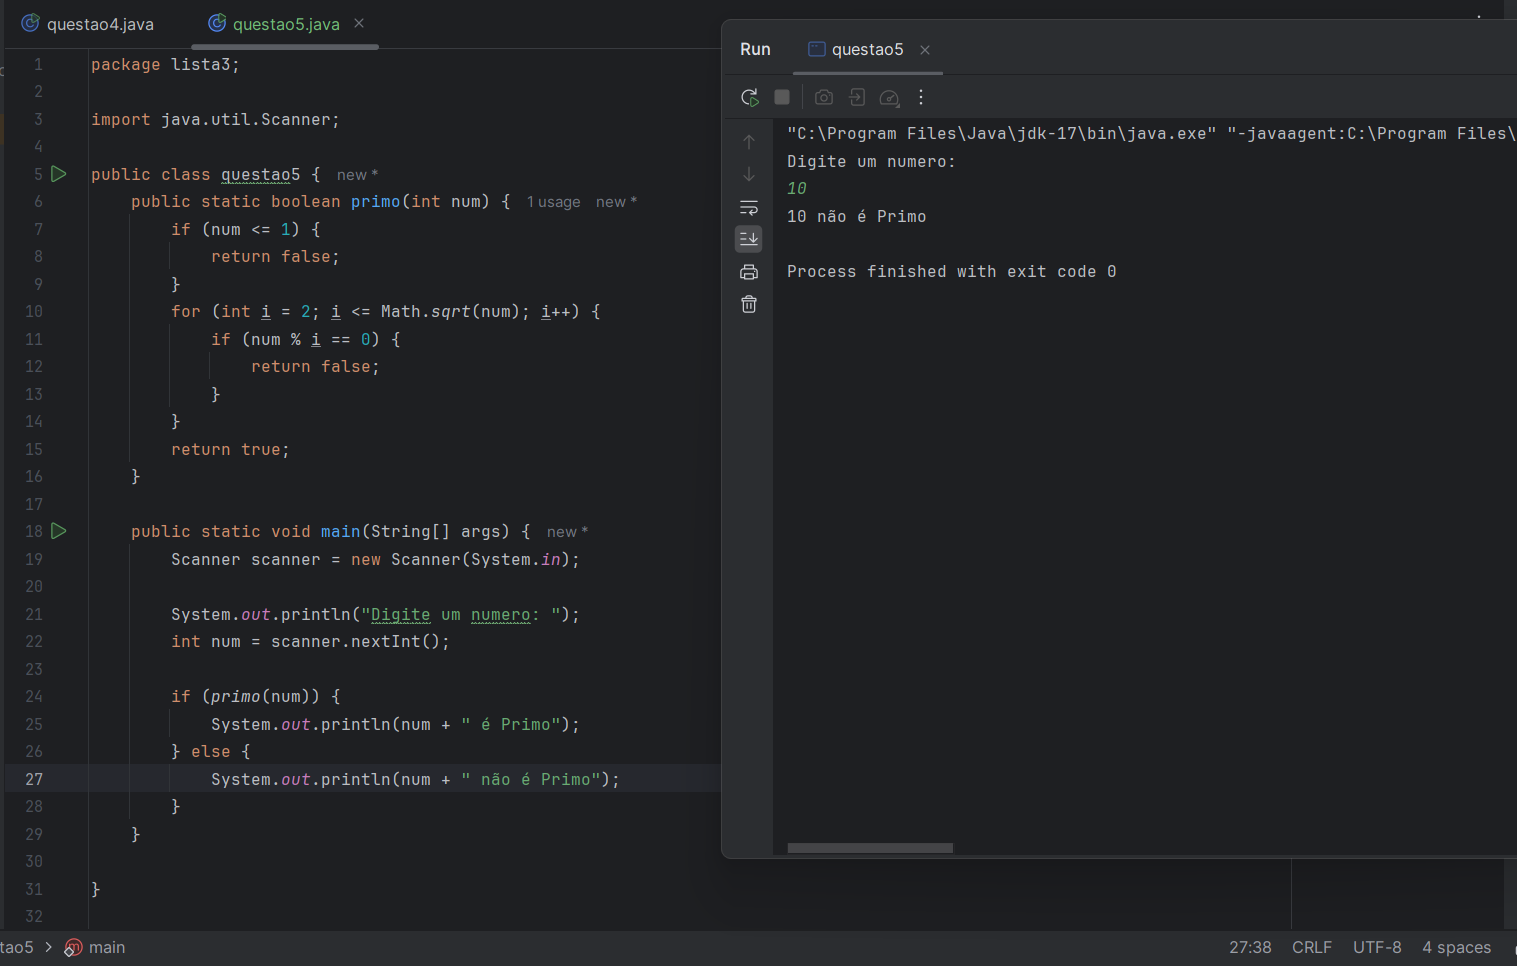 questao4.java
questao5.java
1 package lista3;
2
3 import java.util.Scanner;
4
5 public class questao5 { new *
6 public static boolean primo(int num) { 1 usage new *
7 if (num <= 1) {
8 return false;
9 }
10 for (int i = 2; i <= Math.sqrt(num); i++) {
11 if (num % i == 0) {
12 return false;
13 }
14 }
15 return true;
16 }
17
18 public static void main(String[] args) { new *
19 Scanner scanner = new Scanner(System.in);
20
21 System.out.println("Digite um numero: ");
22 int num = scanner.nextInt();
23
24 if (primo(num)) {
25 System.out.println(num + " é Primo");
26 } else {
27 System.out.println(num + " não é Primo");
28 }
29 }
30
31 }
32
Run questao5
"C:\Program Files\Java\jdk-17\bin\java.exe" "-javaagent:C:\Program Files\
Digite um numero:
10
10 não é Primo
Process finished with exit code 0
tao5 > main
27:38 CRLF UTF-8 4 spaces